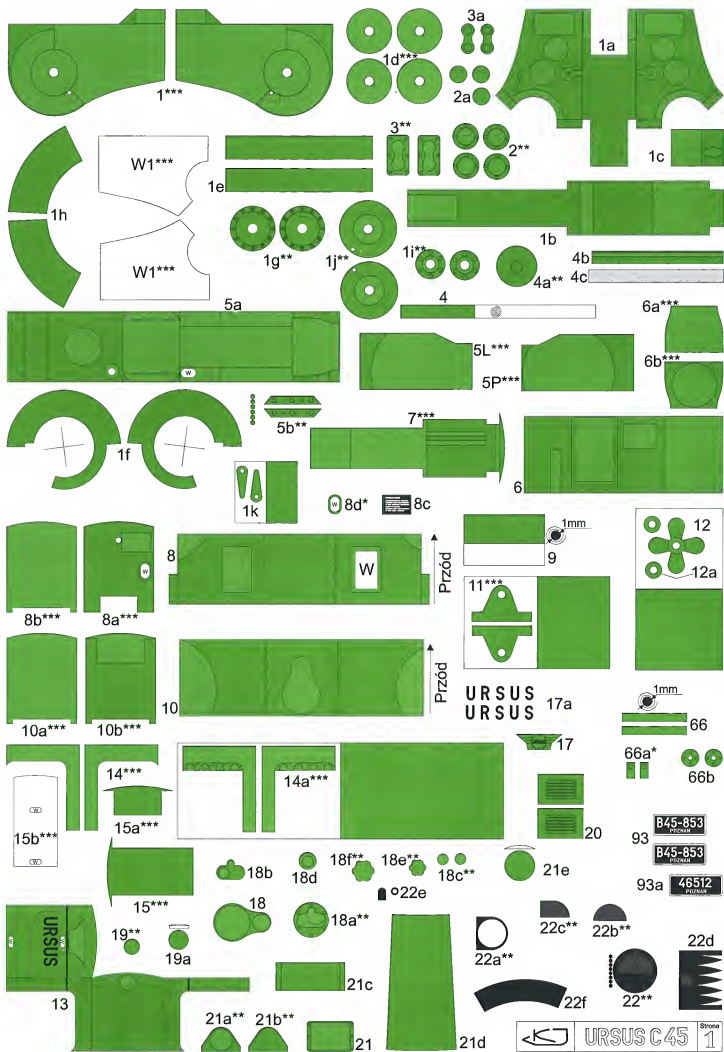 3a
1a
1d***
1***
2a
3**
2**
W1***
1e
1c
1h
1b
W1***
1g**
1j**
1i**
4a**
4b
4c
5a
4
6a***
5L***
5P***
6b***
1f
5b**
7***
6
1k
W
8d*
8c
8
W
Przód
1mm
9
12
12a
W
8b***
8a***
11***
10
Przód
10a***
10b***
URSUS
URSUS
17a
1mm
66
66a*
66b
14***
14a***
17
W
15b***
W
15a***
20
B45-853
POZNAŃ
93
B45-853
POZNAŃ
93a
46512
POZNAŃ
18b
18d
18f**
18e**
18c**
21e
22e
15***
URSUS
W
W
19**
19a
18
18a**
22a**
22c**
22b**
22d
13
21c
22f
22**
21a**
21b**
21
21d
KJ
URSUS C 45
Strona
1